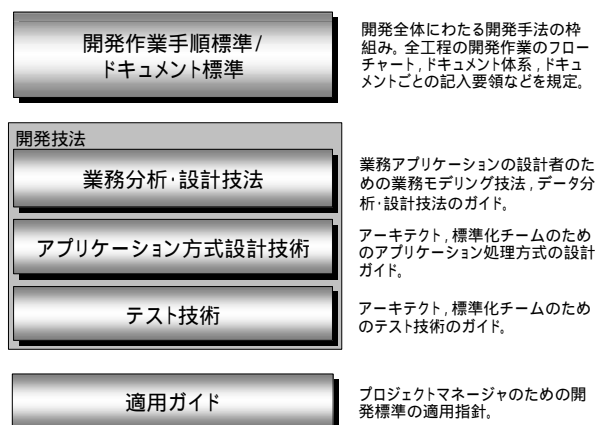 開発作業手順標準/
ドキュメント標準
開発全体にわたる開発手法の枠
組み。全工程の開発作業のフロー
チャート,ドキュメント体系,ドキュ
メントごとの記入要領などを規定。
開発技法
業務分析・設計技法
業務アプリケーションの設計者のた
めの業務モデリング技法,データ分
析・設計技法のガイド。
アプリケーション方式設計技術
アーキテクト,標準化チームのため
のアプリケーション処理方式の設計
ガイド。
テスト技術
アーキテクト,標準化チームのため
のテスト技術のガイド。
適用ガイド
プロジェクトマネージャのための開
発標準の適用指針。